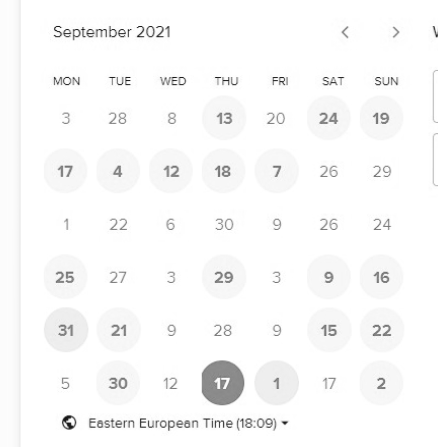 September 2021
MON TUE WED THU FRI SAT SUN
3 28 8 13 20 24 19
17 4 12 18 7 26 29
1 22 6 30 9 26 24
25 27 3 29 3 9 16
31 21 9 28 9 15 22
5 30 12 17 1 17 2
Eastern European Time (18:09)